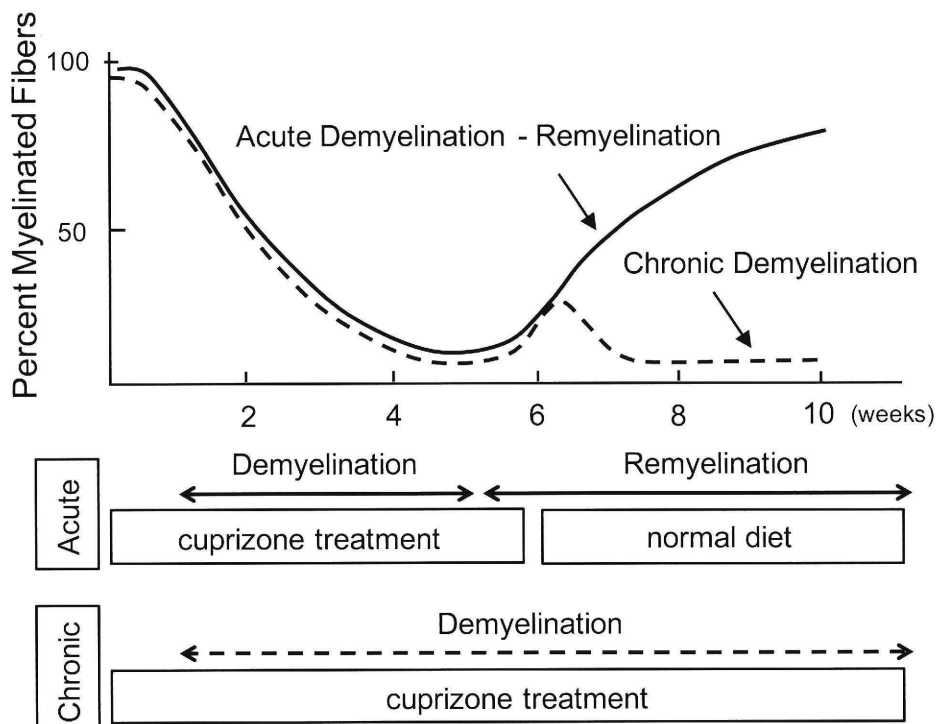 Percent Myelinated Fibers
100
50
Acute Demyelination - Remyelination
Chronic Demyelination
2 4 6 8 10 (weeks)
Acute
Demyelination Remyelination
cuprizone treatment normal diet
Chronic
Demyelination
cuprizone treatment